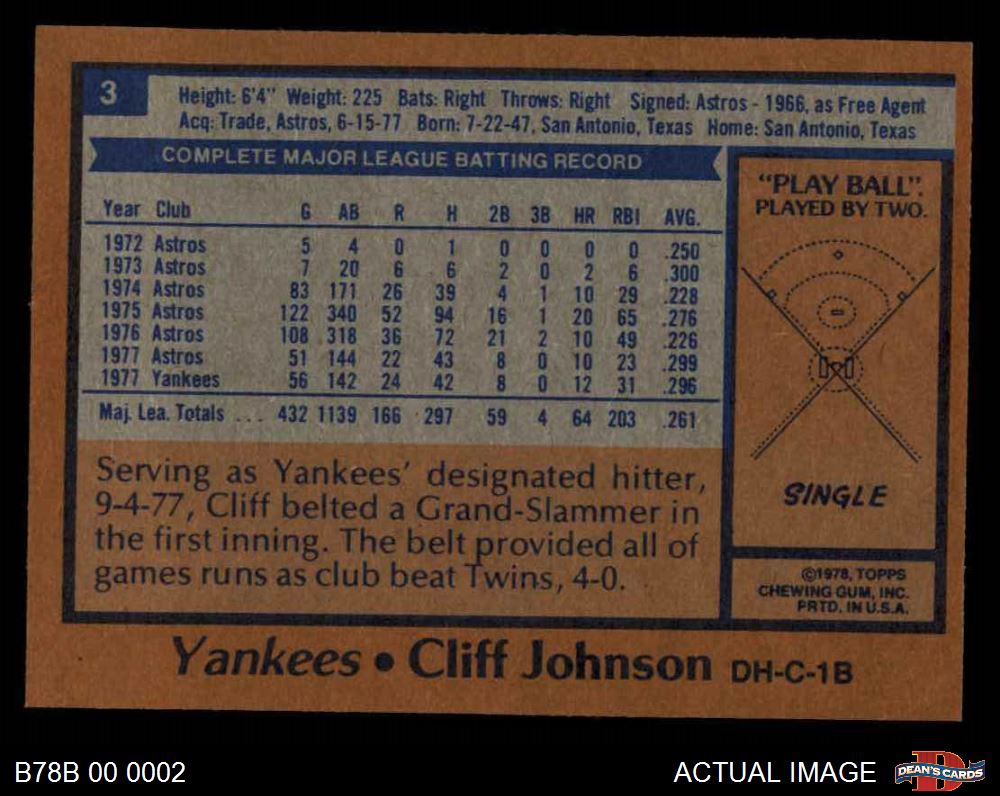 3
Height: 6'4" Weight: 225 Bats: Right Throws: Right Signed: Astros - 1966, as Free Agent
Acq: Trade, Astros, 6-15-77 Born: 7-22-47, San Antonio, Texas Home: San Antonio, Texas
COMPLETE MAJOR LEAGUE BATTING RECORD
Year Club G AB R H 2B 3B HR RBI AVG.
1972 Astros 5 4 0 1 0 0 0 0 .250
1973 Astros 7 20 6 6 2 0 2 6 .300
1974 Astros 83 171 26 39 4 1 10 29 .228
1975 Astros 122 340 52 94 16 1 20 65 .276
1976 Astros 108 318 36 72 21 2 10 49 .226
1977 Astros 51 144 22 43 8 0 10 23 .299
1977 Yankees 56 142 24 42 8 0 12 31 .296
Maj. Lea. Totals ... 432 1139 166 297 59 4 64 203 .261
Serving as Yankees' designated hitter,
9-4-77, Cliff belted a Grand-Slammer in
the first inning. The belt provided all of
games runs as club beat Twins, 4-0.
"PLAY BALL".
PLAYED BY TWO.
SINGLE
©1978, TOPPS
CHEWING GUM, INC.
PRTD. IN U.S.A.
Yankees • Cliff Johnson DH-C-1B
B78B 00 0002
ACTUAL IMAGE
D
DEAN'S CARDS